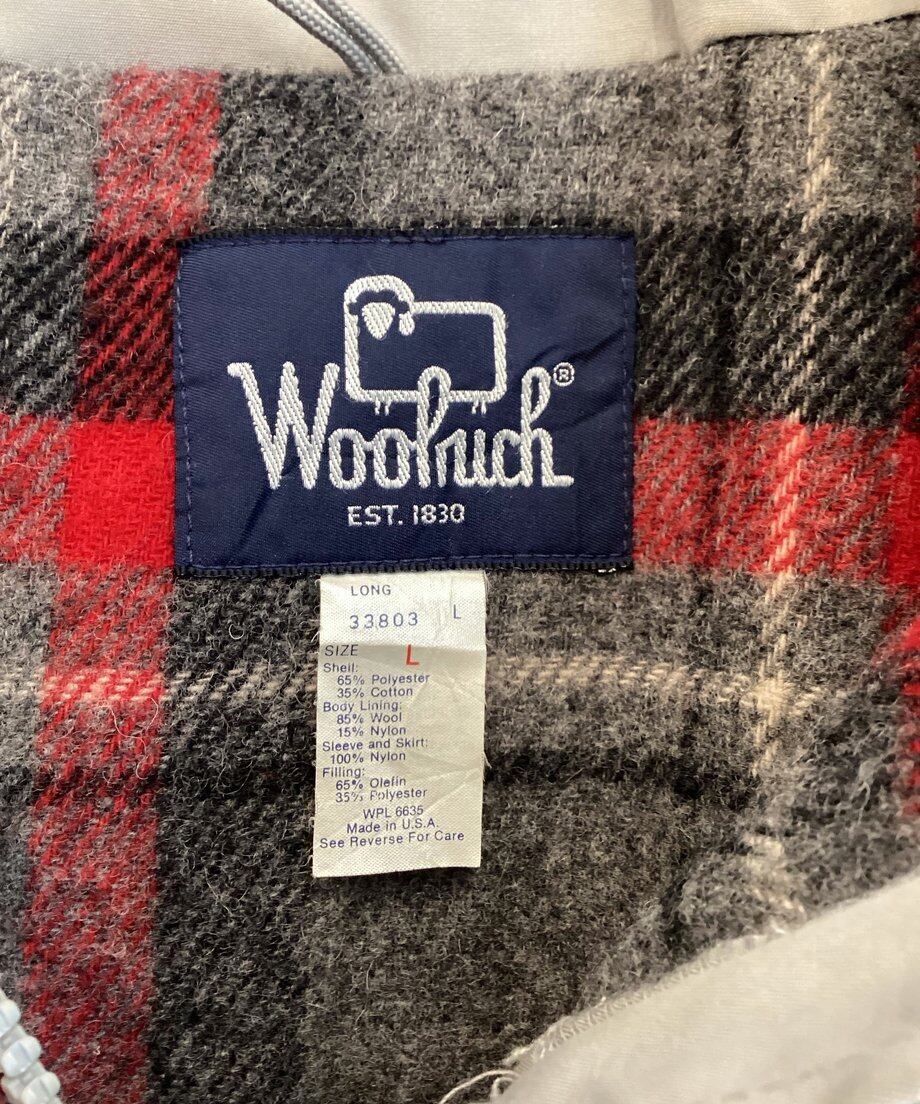 Woolrich®
EST. 1830
LONG
33803 L
SIZE L
Shell:
65% Polyester
35% Cotton
Body Lining:
85% Wool
15% Nylon
Sleeve and Skirt:
100% Nylon
Filling:
65% Olefin
35% Polyester
WPL 6635
Made in U.S.A.
See Reverse For Care